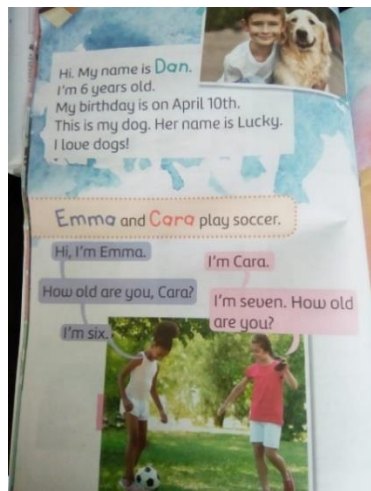 Hi. My name is Dan.
I'm 6 years old.
My birthday is on April 10th.
This is my dog. Her name is Lucky.
I love dogs!
Emma and Cara play soccer.
Hi, I'm Emma.
I'm Cara.
How old are you, Cara?
I'm seven. How old
are you?
I'm six.